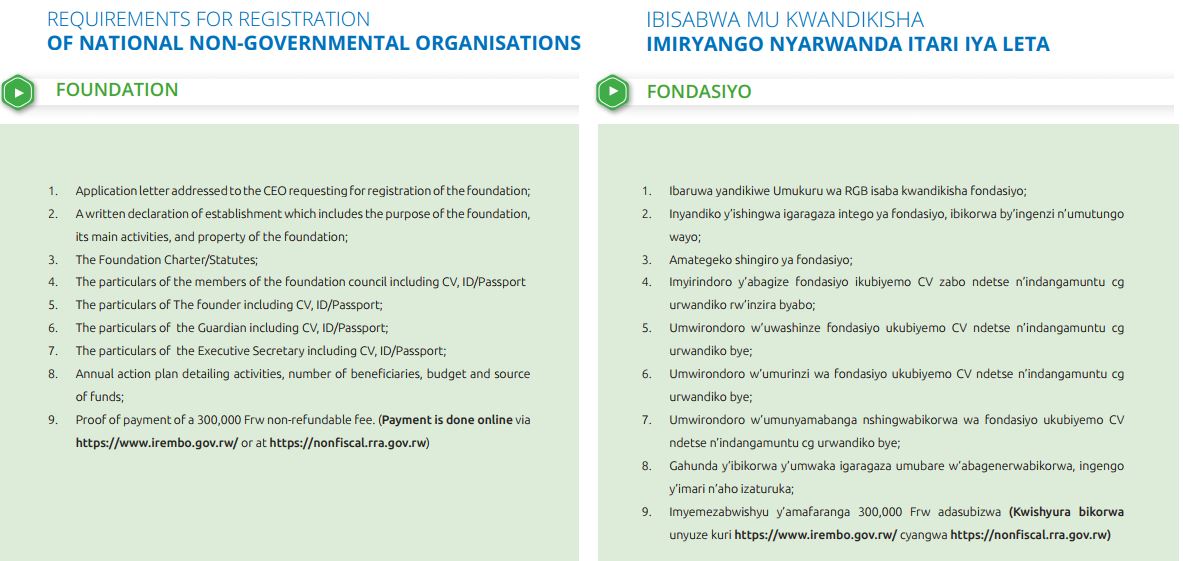 REQUIREMENTS FOR REGISTRATION
OF NATIONAL NON-GOVERNMENTAL ORGANISATIONS
FOUNDATION
1. Application letter addressed to the CEO requesting for registration of the foundation;
2. A written declaration of establishment which includes the purpose of the foundation,
its main activities, and property of the foundation;
3. The Foundation Charter/Statutes;
4. The particulars of the members of the foundation council including CV, ID/Passport
5. The particulars of The founder including CV, ID/Passport;
6. The particulars of the Guardian including CV, ID/Passport;
7. The particulars of the Executive Secretary including CV, ID/Passport;
8. Annual action plan detailing activities, number of beneficiaries, budget and source
of funds;
9. Proof of payment of a 300,000 Frw non-refundable fee. (Payment is done online via
https://www.irembo.gov.rw/ or at https://nonfiscal.rra.gov.rw)
IBISABWA MU KWANDIKISHA
IMIRYANGO NYARWANDA ITARI IYA LETA
FONDASIYO
1. Ibaruwa yandikiwe Umukuru wa RGB isaba kwandikisha fondasiyo;
2. Inyandiko y'ishingwa igaragaza intego ya fondasiyo, ibikorwa by'ingenzi n'umutungo
wayo;
3. Amategeko shingiro ya fondasiyo;
4. Imyirindoro y'abagize fondasiyo ikubiyemo CV zabo ndetse n'indangamuntu cg
urwandiko rw'inzira byabo;
5. Umwirondoro w'uwashinze fondasiyo ukubiyemo CV ndetse n'indangamuntu cg
urwandiko bye;
6. Umwirondoro w'umurinzi wa fondasiyo ukubiyemo CV ndetse n'indangamuntu cg
urwandiko bye;
7. Umwirondoro w'umunyamabanga nshingwabikorwa wa fondasiyo ukubiyemo CV
ndetse n'indangamuntu cg urwandiko bye;
8. Gahunda y'ibikorwa y'umwaka igaragaza umubare w'abagenerwabikorwa, ingengo
y'imari n'aho izaturuka;
9. Imyemezabwishyu y'amafaranga 300,000 Frw adasubizwa (Kwishyura bikorwa
unyuze kuri https://www.irembo.gov.rw/ cyangwa https://nonfiscal.rra.gov.rw)